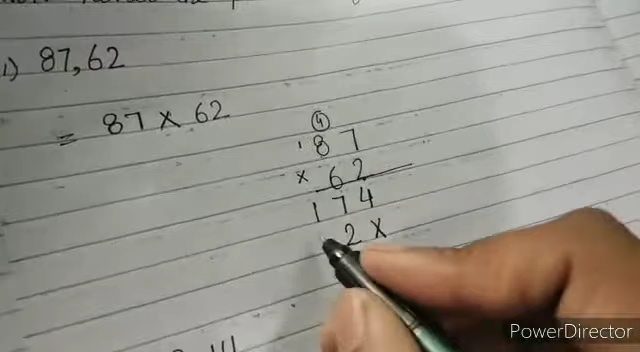 i) 87,62
= 87 × 62
④
1 87
× 62
174
2 ×
PowerDirector